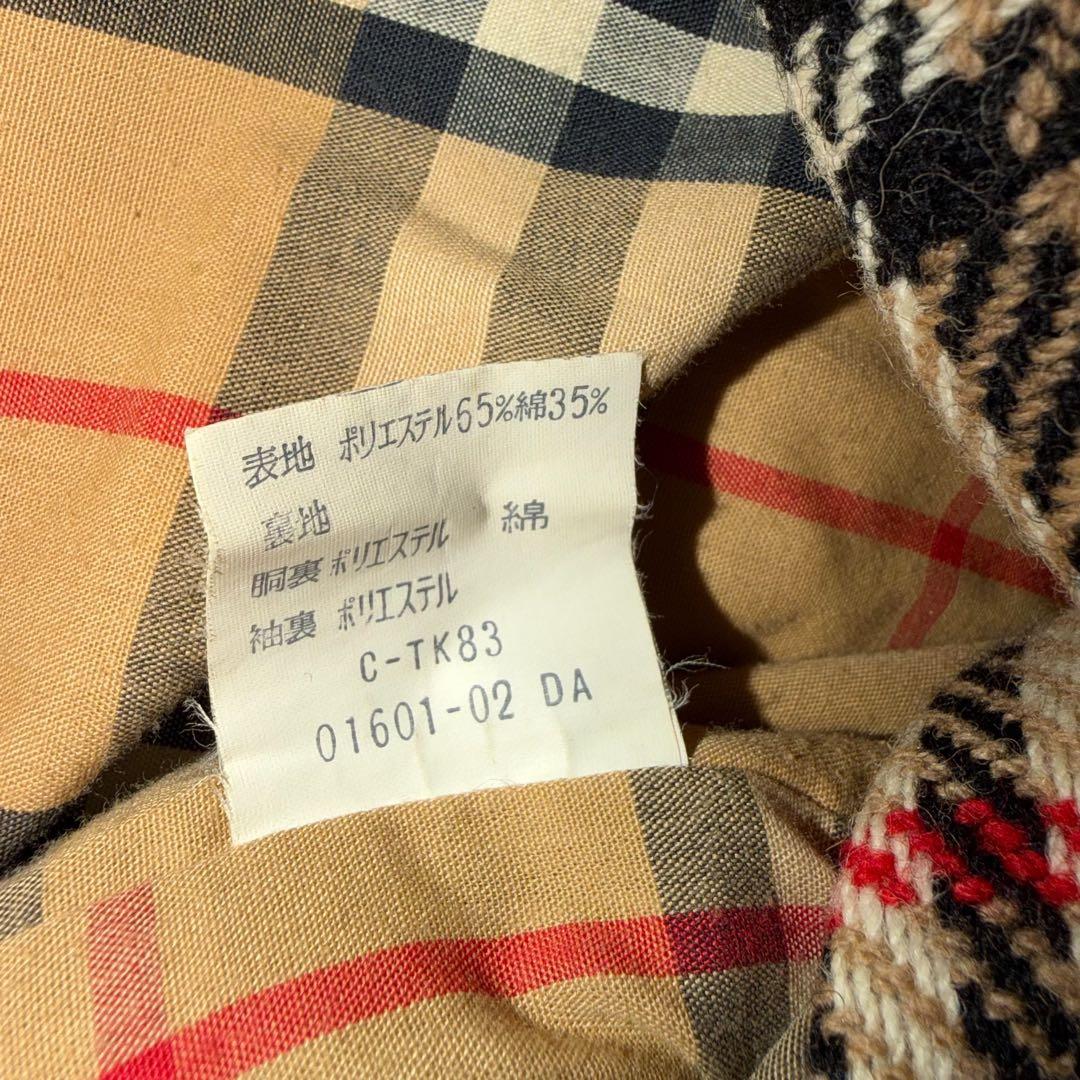 表地 ポリエステル65%綿35%
裏地 綿
胴裏 ポリエステル
袖裏 ポリエステル
C-TK83
01601-02 DA